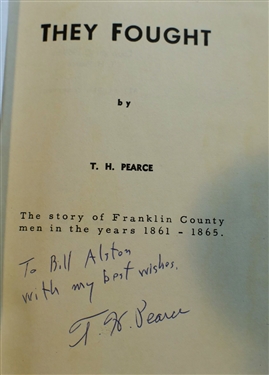 THEY FOUGHT
by
T. H. PEARCE
The story of Franklin County
men in the years 1861 - 1865.
To Bill Alston
with my best wishes.
T. H. Pearce